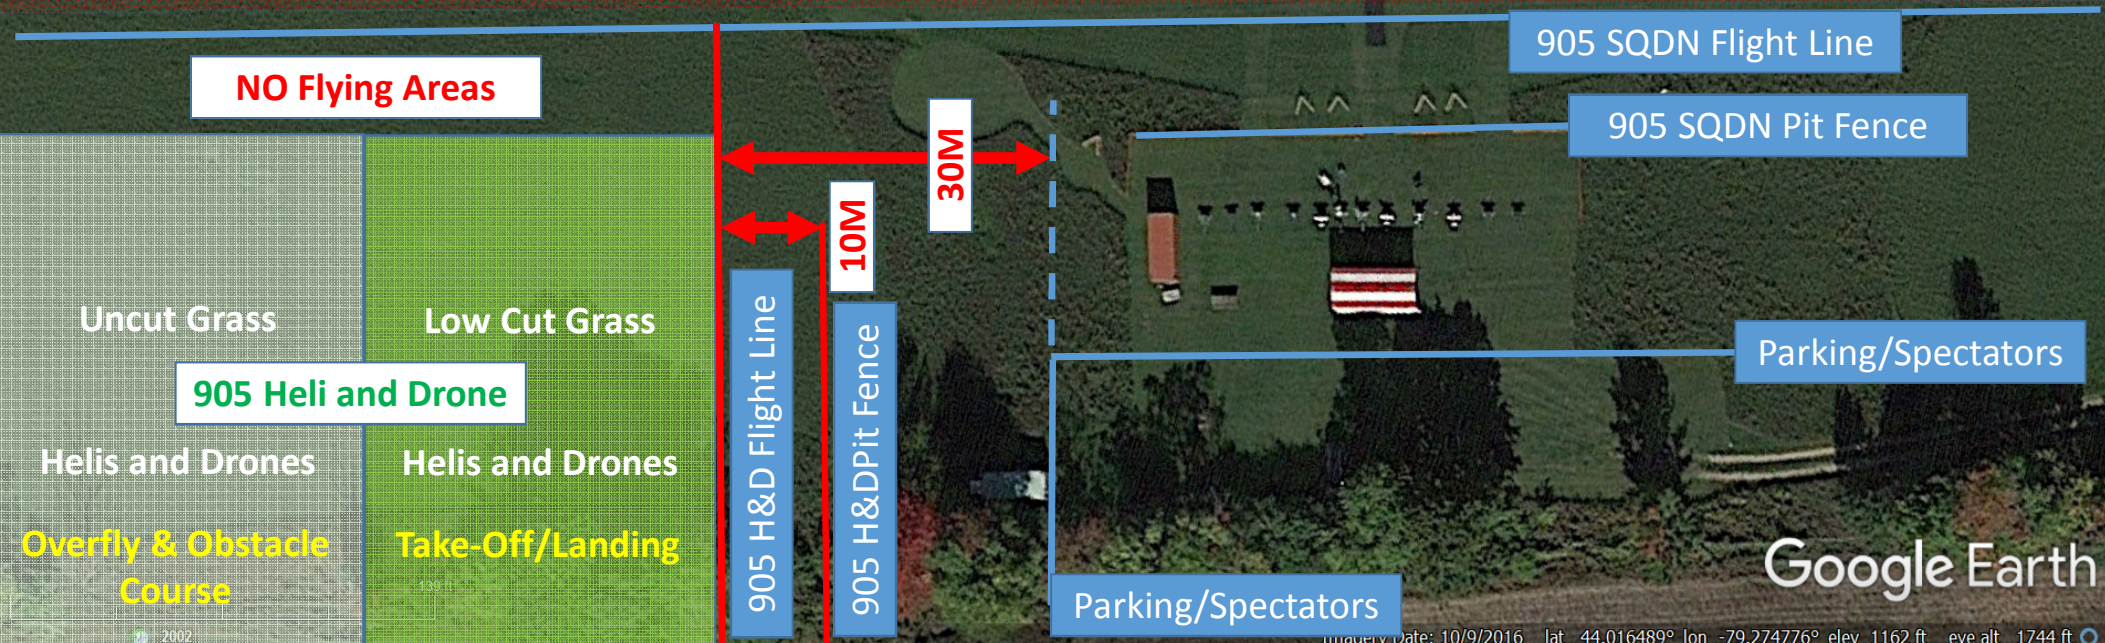 905 SQDN Flight Line
NO Flying Areas
905 SQDN Pit Fence
30M
10M
Uncut Grass
Low Cut Grass
905 Heli and Drone
Helis and Drones
Helis and Drones
Overfly & Obstacle
Course
Take-Off/Landing
905 H&D Flight Line
905 H&DPit Fence
Parking/Spectators
Parking/Spectators
Google Earth
139 ft
2002
Imagery Date: 10/9/2016 lat 44.016489° lon -79.274776° elev 1162 ft eye alt 1744 ft